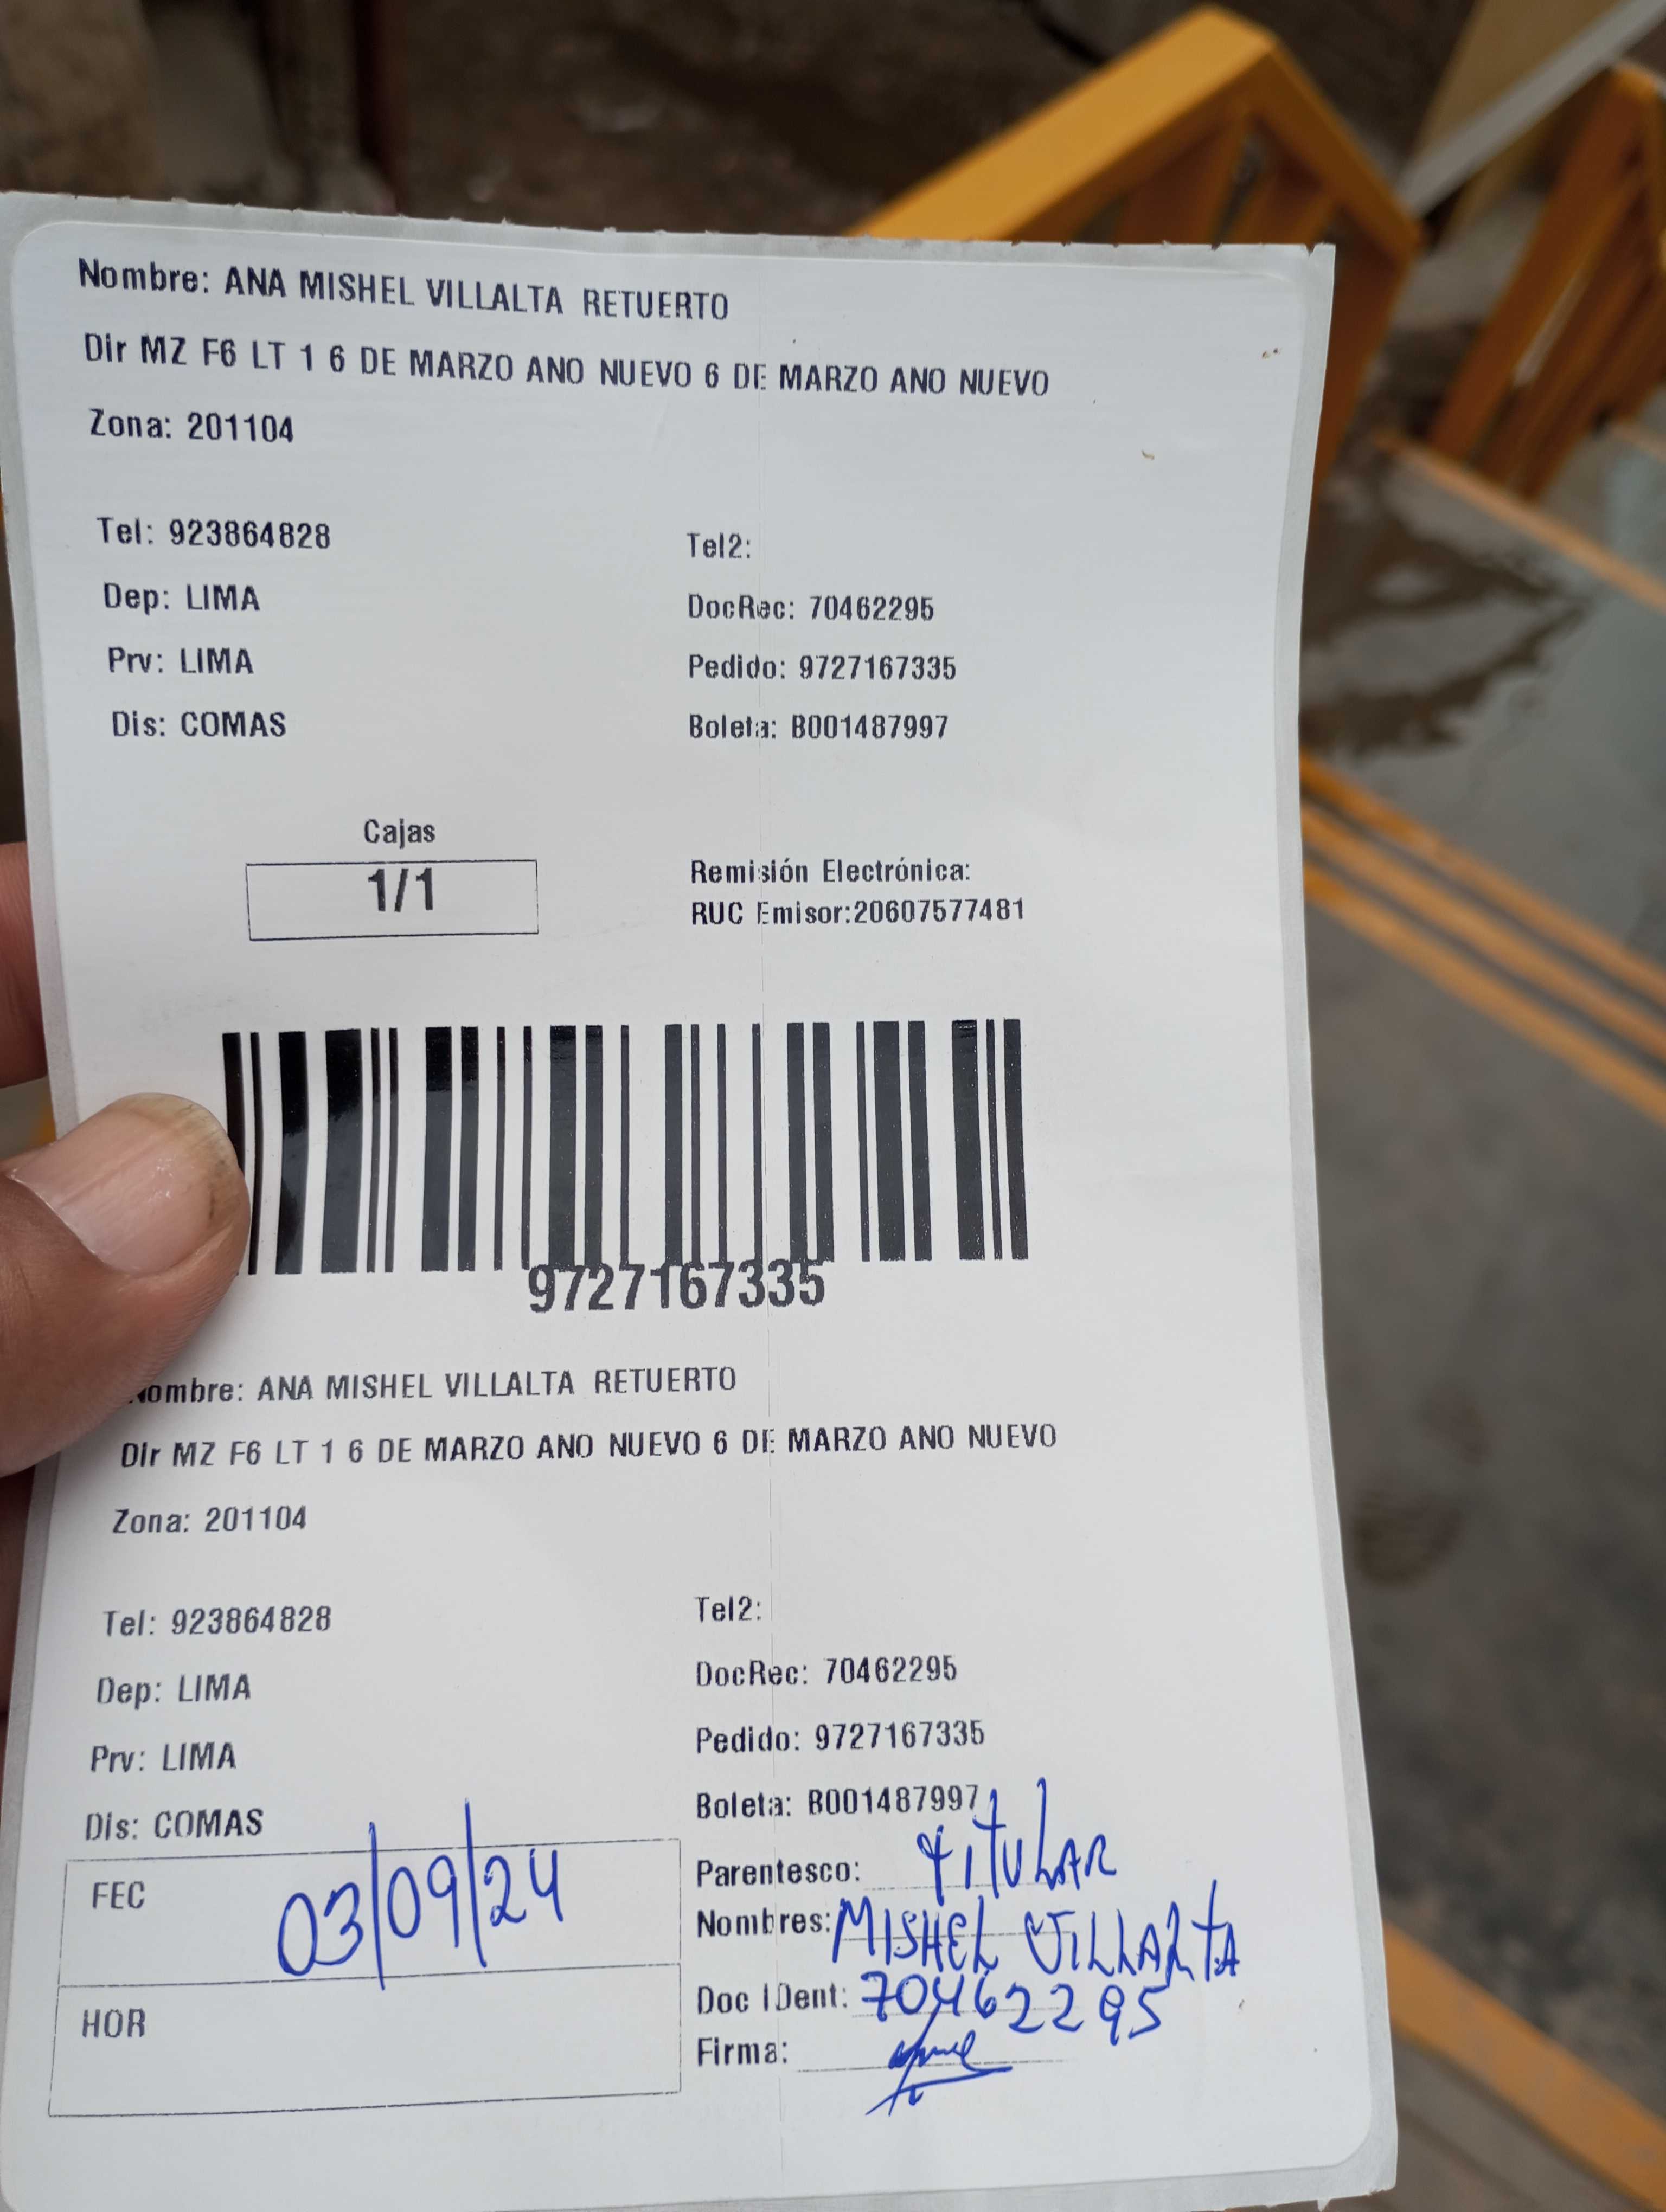 Nombre: ANA MISHEL VILLALTA RETUERTO
Dir MZ F6 LT 1 6 DE MARZO ANO NUEVO 6 DE MARZO ANO NUEVO
Zona: 201104
Tel: 923864828 Tel2:
Dep: LIMA DocRec: 70462295
Prv: LIMA Pedido: 9727167335
Dis: COMAS Boleta: B001487997
Cajas
1/1
Remisión Electrónica:
RUC Emisor:20607577481
9727167335
Nombre: ANA MISHEL VILLALTA RETUERTO
Dir MZ F6 LT 1 6 DE MARZO ANO NUEVO 6 DE MARZO ANO NUEVO
Zona: 201104
Tel: 923864828 Tel2:
Dep: LIMA DocRec: 70462295
Prv: LIMA Pedido: 9727167335
Dis: COMAS Boleta: B001487997
FEC 03/09/24
Parentesco: titULAR
Nombres: MISHEL VILLALTA
HOR
Doc IDent: 70462295
Firma: